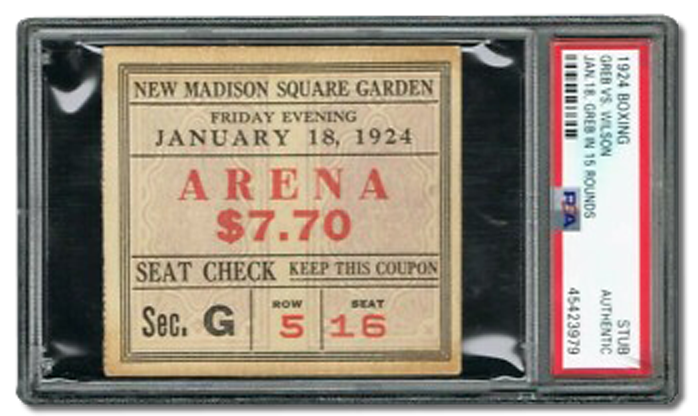 NEW MADISON SQUARE GARDEN
FRIDAY EVENING
JANUARY 18, 1924
ARENA
$7.70
SEAT CHECK KEEP THIS COUPON
Sec. G ROW 5 SEAT 16
1924 BOXING STUB
GREB VS. WILSON AUTHENTIC
JAN. 18, GREB IN 15 ROUNDS
PSA
45423979